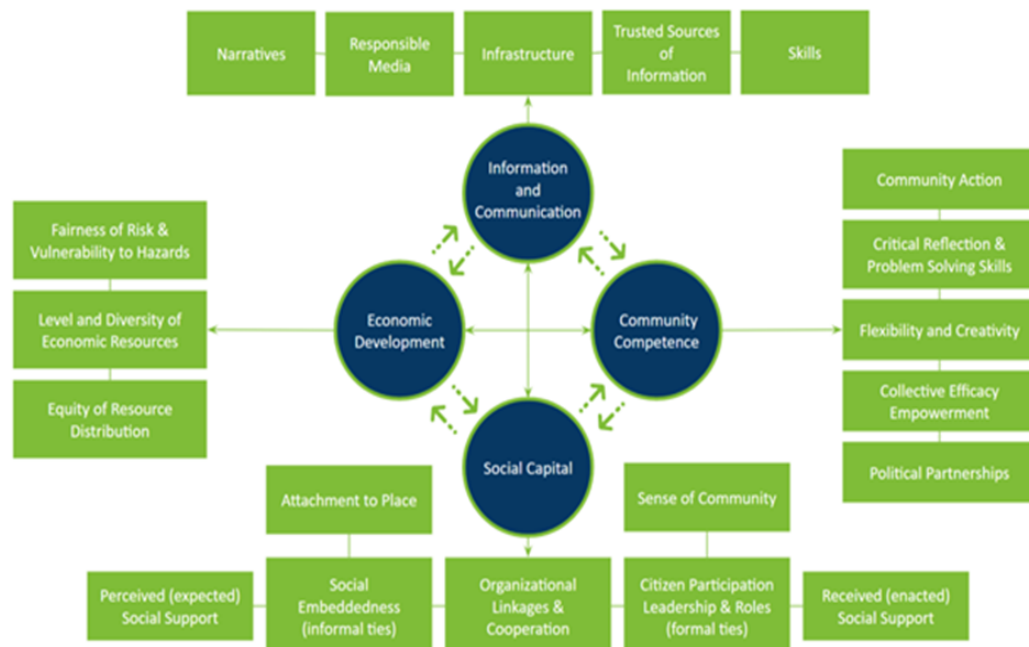 Narratives
Responsible
Media
Infrastructure
Trusted Sources
of
Information
Skills
Information
and
Communication
Community Action
Critical Reflection &
Problem Solving Skills
Flexibility and Creativity
Collective Efficacy
Empowerment
Political Partnerships
Fairness of Risk &
Vulnerability to Hazards
Level and Diversity of
Economic Resources
Equity of Resource
Distribution
Economic
Development
Community
Competence
Social Capital
Attachment to
Place
Sense of Community
Perceived (expected)
Social Support
Social
Embeddedness
(informal ties)
Organizational
Linkages &
Cooperation
Citizen Participation
Leadership & Roles
(formal ties)
Received (enacted)
Social Support